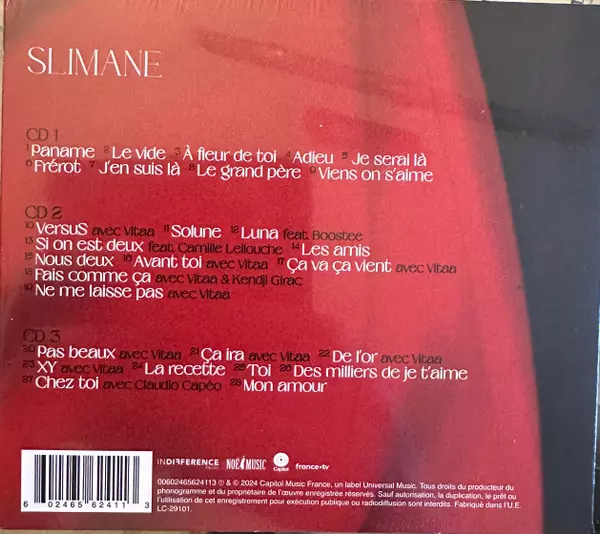 SLIMANE
CD 1
1 Paname 2 Le vide 3 À fleur de toi 4 Adieu 5 Je serai là
6 Frérot 7 J'en suis là 8 Le grand père 9 Viens on s'aime
CD 2
10 VersuS avec Vitaa 11 Solune 12 Luna feat. Boostee
13 Si on est deux feat. Camille Lellouche 14 Les amis
15 Nous deux 16 Avant toi avec Vitaa 17 Ça va ça vient avec Vitaa
18 Fais comme ça avec Vitaa & Kendji Girac
19 Ne me laisse pas avec Vitaa
CD 3
20 Pas beaux avec Vitaa 21 Ça ira avec Vitaa 22 De l'or avec Vitaa
23 XY avec Vitaa 24 La recette 25 Toi 26 Des milliers de je t'aime
27 Chez toi avec Claudio Capéo 28 Mon amour
INDIFFERENCE NOÉ MUSIC Capitol france•tv
00602465624113 ℗ & © 2024 Capitol Music France, un label Universal Music. Tous droits du producteur du
phonogramme et du propriétaire de l'œuvre enregistrée réservés. Sauf autorisation, la duplication, le prêt ou
l'utilisation de cet enregistrement pour exécution publique ou radiodiffusion sont interdits. Fabriqué dans l'U.E.
LC-29101.
6 02465 62411 3